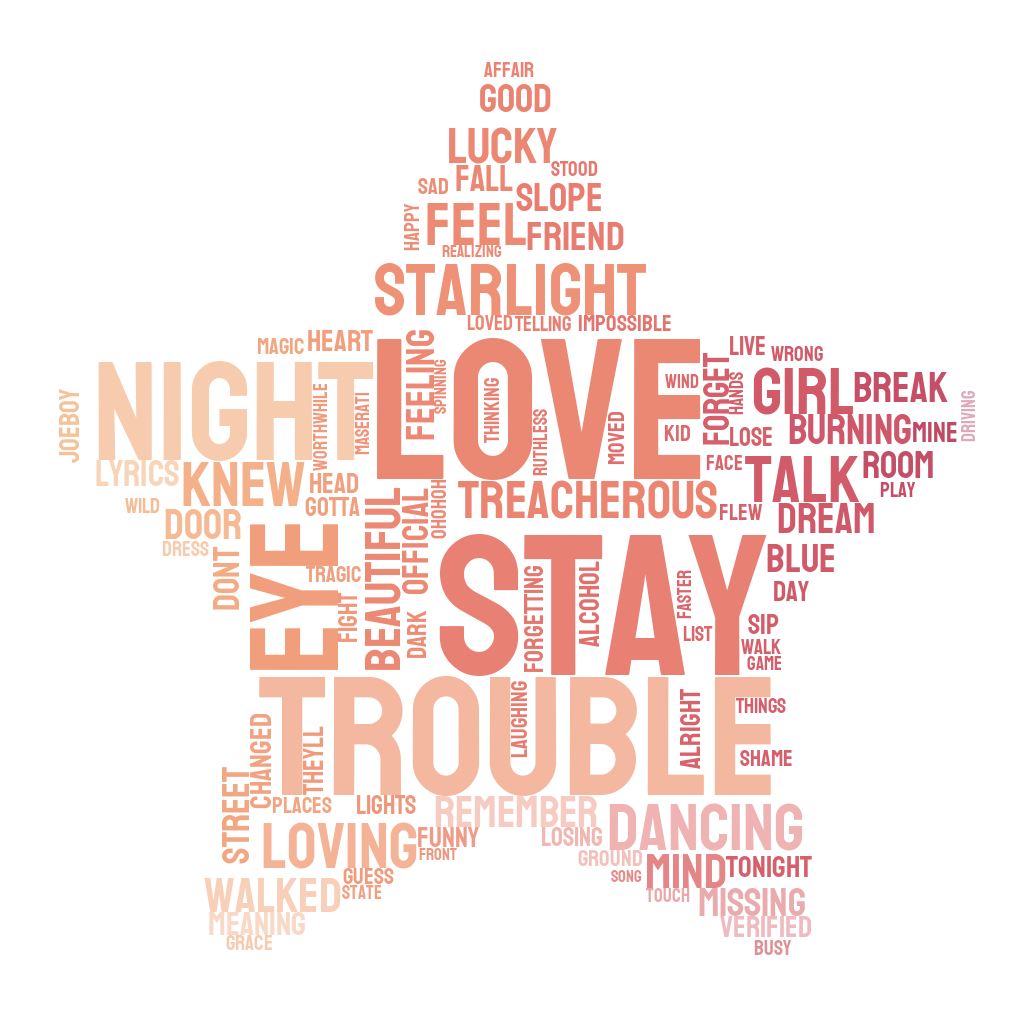 AFFAIR
GOOD
LUCKY
STOOD
SAD
FALL
SLOPE
HAPPY
FEEL
FRIEND
REALIZING
STARLIGHT
LOVED
TELLING
IMPOSSIBLE
MAGIC
HEART
LIVE
WRONG
NIGHT
LOVE
FEELING
SPINNING
THINKING
RUTHLESS
MOVED
WIND
KID
FORGET
HANDS
GIRL
BREAK
JOEBOY
WORTHWHILE
MASERATI
LOSE
BURNING
MINE
DRIVING
LYRICS
KNEW
HEAD
FACE
TALK
ROOM
PLAY
WILD
GOTTA
OHOHOH
TREACHEROUS
FLEW
DREAM
DOOR
DRESS
EYE
BEAUTIFUL
OFFICIAL
STAY
BLUE
DONT
TRAGIC
FIGHT
DARK
FORGETTING
ALCOHOL
FASTER
LIST
DAY
SIP
WALK
GAME
TROUBLE
LAUGHING
ALRIGHT
THINGS
CHANGED
THEYLL
SHAME
STREET
PLACES
LIGHTS
REMEMBER
DANCING
LOVING
FUNNY
LOSING
FRONT
GROUND
MIND
TONIGHT
GUESS
SONG
WALKED
STATE
TOUCH
MISSING
MEANING
VERIFIED
GRACE
BUSY